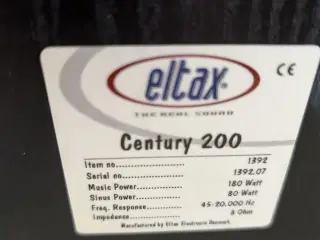 eltax®
THE REAL SOUND
CE
Century 200
Item no.......................... 1392
Serial no........................ 1392.07
Music Power................. 180 Watt
Sinus Power.................. 80 Watt
Freq. Response............. 45-20.000 Hz
Impedance.................... 8 Ohm
Manufactured by Eltax Electronic Denmark